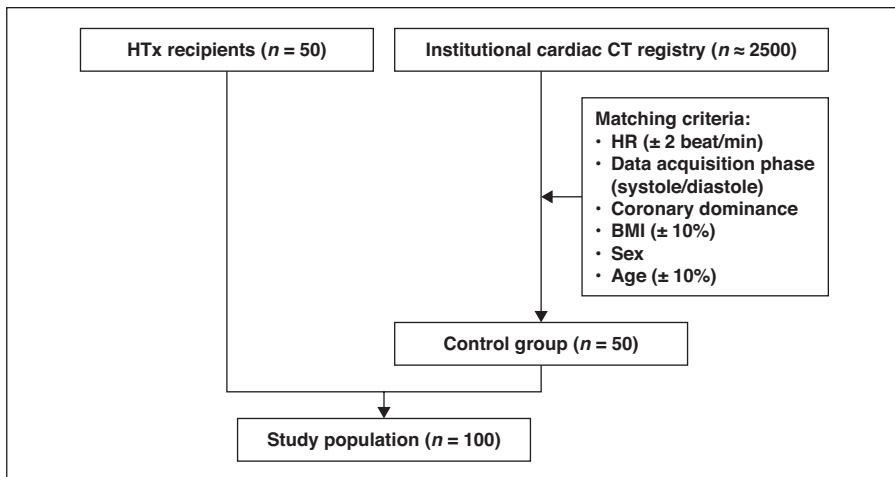 HTx recipients (n = 50)
Institutional cardiac CT registry (n ≈ 2500)
Matching criteria:
• HR (± 2 beat/min)
• Data acquisition phase
(systole/diastole)
• Coronary dominance
• BMI (± 10%)
• Sex
• Age (± 10%)
Control group (n = 50)
Study population (n = 100)